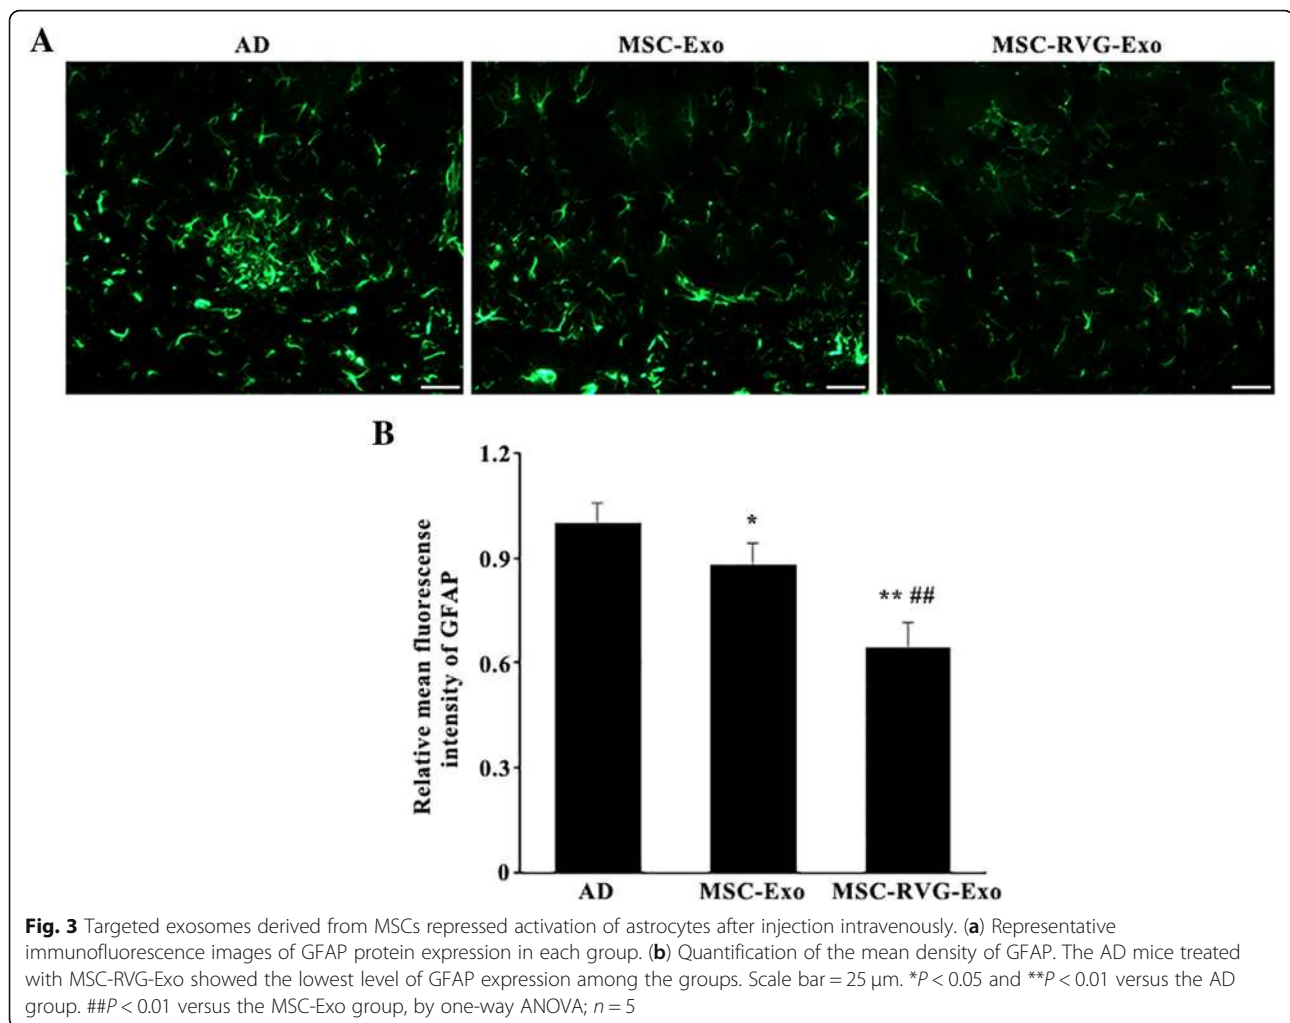 A
AD
MSC-Exo
MSC-RVG-Exo
B
Relative mean fluorescense
intensity of GFAP
1.2
0.9
0.6
0.3
0
*
** ##
AD
MSC-Exo
MSC-RVG-Exo
Fig. 3 Targeted exosomes derived from MSCs repressed activation of astrocytes after injection intravenously. (a) Representative
immunofluorescence images of GFAP protein expression in each group. (b) Quantification of the mean density of GFAP. The AD mice treated
with MSC-RVG-Exo showed the lowest level of GFAP expression among the groups. Scale bar = 25 μm. *P < 0.05 and **P < 0.01 versus the AD
group. ##P < 0.01 versus the MSC-Exo group, by one-way ANOVA; n = 5